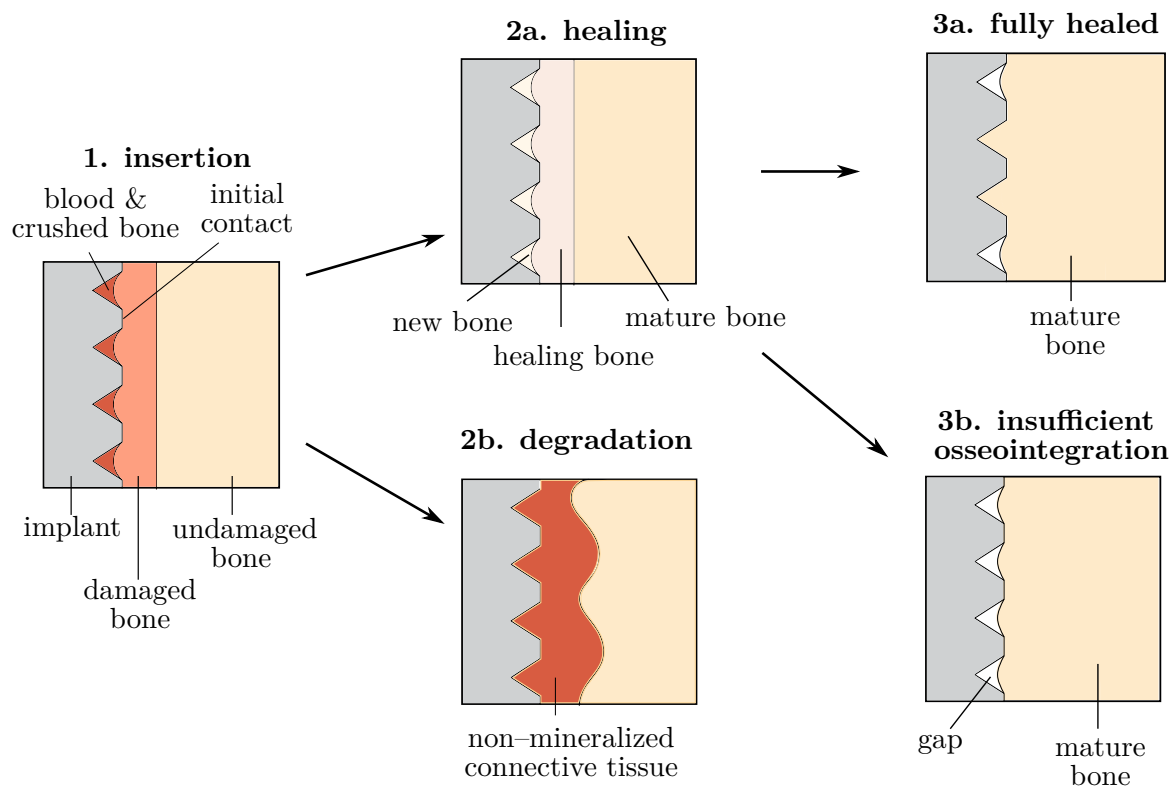 1. insertion
blood &
crushed bone
initial
contact
implant
damaged
bone
undamaged
bone
2a. healing
new bone
healing bone
mature bone
2b. degradation
non–mineralized
connective tissue
3a. fully healed
mature
bone
3b. insufficient
osseointegration
gap
mature
bone